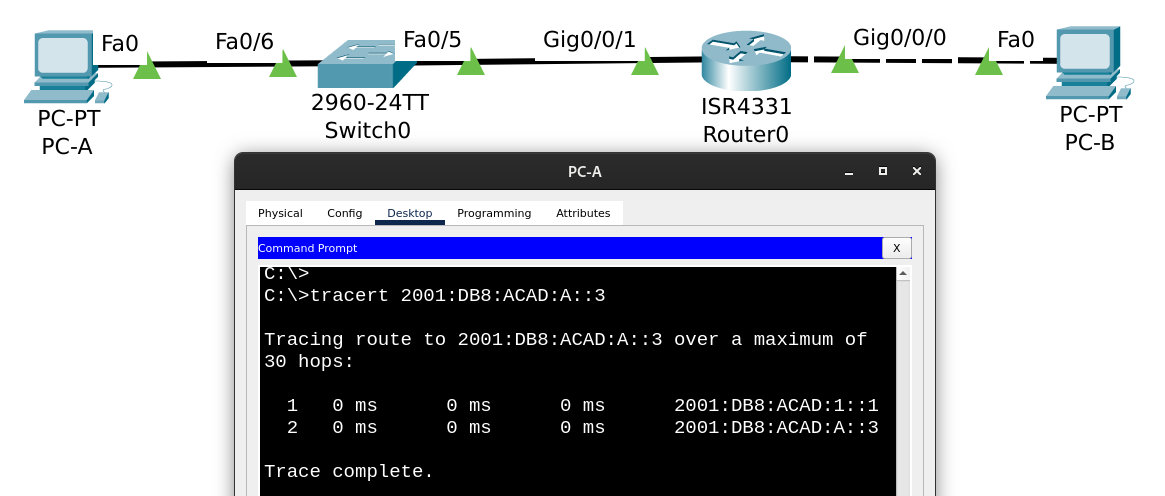 Fa0 Fa0/6 Fa0/5 Gig0/0/1 Gig0/0/0 Fa0
PC-PT 2960-24TT ISR4331 PC-PT
PC-A Switch0 Router0 PC-B
PC-A
Physical Config Desktop Programming Attributes
Command Prompt X
C:\>
C:\>tracert 2001:DB8:ACAD:A::3
Tracing route to 2001:DB8:ACAD:A::3 over a maximum of
30 hops:
1 0 ms 0 ms 0 ms 2001:DB8:ACAD:1::1
2 0 ms 0 ms 0 ms 2001:DB8:ACAD:A::3
Trace complete.